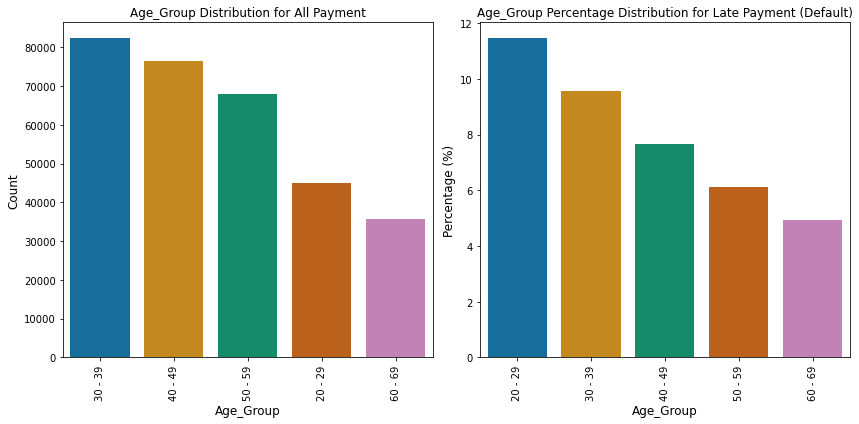 Age_Group Distribution for All Payment
Count
80000
70000
60000
50000
40000
30000
20000
10000
0
30 - 39
40 - 49
50 - 59
20 - 29
60 - 69
Age_Group
Age_Group Percentage Distribution for Late Payment (Default)
Percentage (%)
12
10
8
6
4
2
0
20 - 29
30 - 39
40 - 49
50 - 59
60 - 69
Age_Group